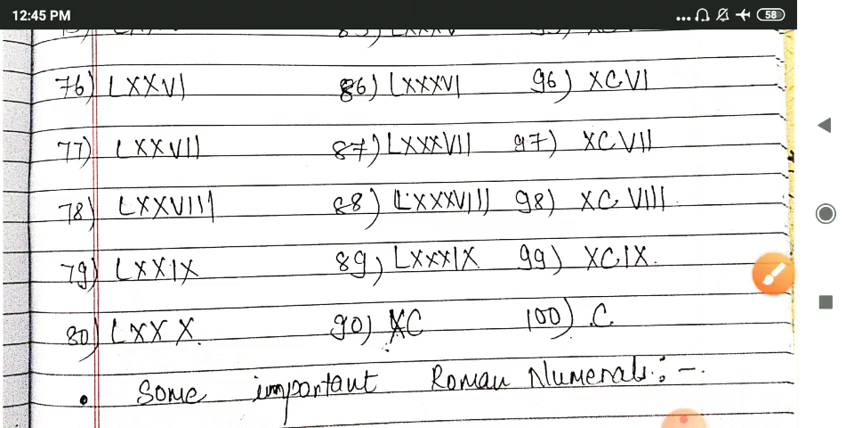 12:45 PM 58
76) LXXVI 86) LXXXVI 96) XCVI
77) LXXVII 87) LXXXVII 97) XCVII
78) LXXVIII 88) LXXXVIII 98) XCVIII
79) LXXIX 89) LXXXIX 99) XCIX.
80) LXXX. 90) XC 100) C
• Some important Roman Numerals :-.